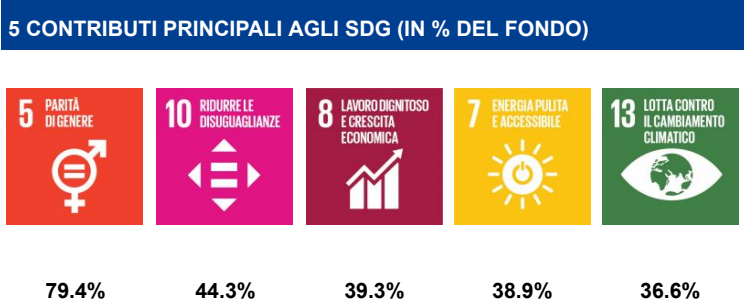 5 CONTRIBUTI PRINCIPALI AGLI SDG (IN % DEL FONDO)
5 PARITÀ
DI GENERE
10 RIDURRE LE
DISUGUAGLIANZE
8 LAVORO DIGNITOSO
E CRESCITA
ECONOMICA
7 ENERGIA PULITA
E ACCESSIBILE
13 LOTTA CONTRO
IL CAMBIAMENTO
CLIMATICO
79.4% 44.3% 39.3% 38.9% 36.6%